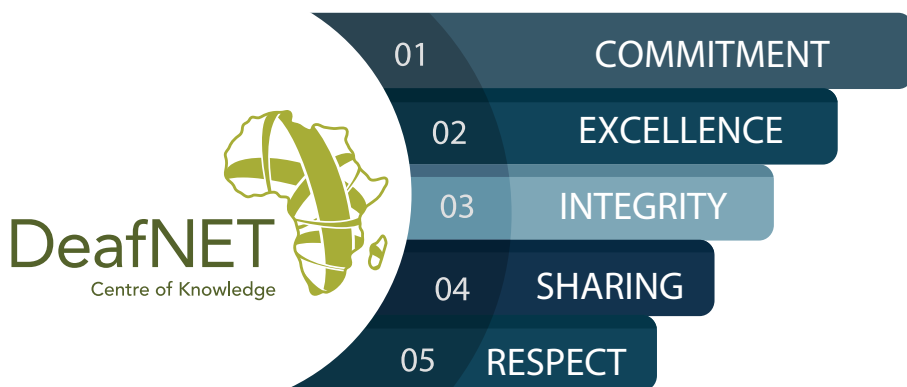 DeafNET
Centre of Knowledge
01 COMMITMENT
02 EXCELLENCE
03 INTEGRITY
04 SHARING
05 RESPECT